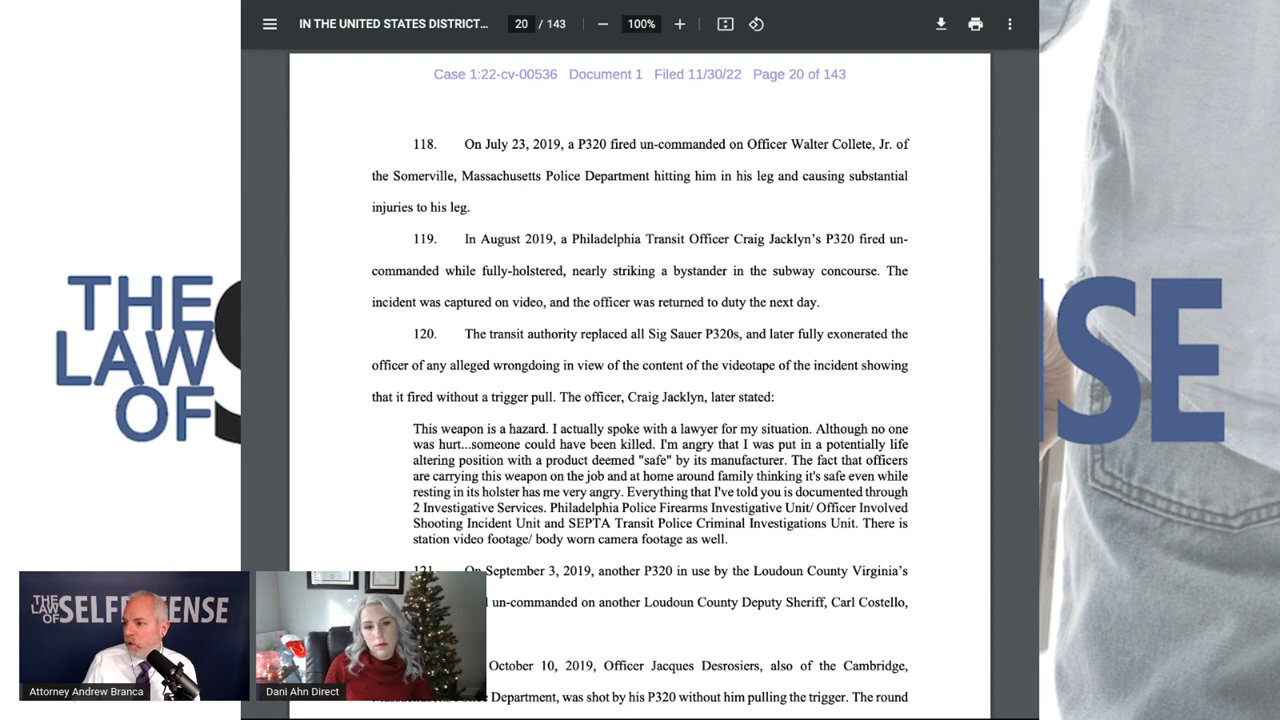 IN THE UNITED STATES DISTRICT... 20 / 143 100%
Case 1:22-cv-00536 Document 1 Filed 11/30/22 Page 20 of 143
118. On July 23, 2019, a P320 fired un-commanded on Officer Walter Collete, Jr. of
the Somerville, Massachusetts Police Department hitting him in his leg and causing substantial
injuries to his leg.
119. In August 2019, a Philadelphia Transit Officer Craig Jacklyn's P320 fired un-
commanded while fully-holstered, nearly striking a bystander in the subway concourse. The
incident was captured on video, and the officer was returned to duty the next day.
120. The transit authority replaced all Sig Sauer P320s, and later fully exonerated the
officer of any alleged wrongdoing in view of the content of the videotape of the incident showing
that it fired without a trigger pull. The officer, Craig Jacklyn, later stated:
This weapon is a hazard. I actually spoke with a lawyer for my situation. Although no one
was hurt...someone could have been killed. I'm angry that I was put in a potentially life
altering position with a product deemed "safe" by its manufacturer. The fact that officers
are carrying this weapon on the job and at home around family thinking it's safe even while
resting in its holster has me very angry. Everything that I've told you is documented through
2 Investigative Services. Philadelphia Police Firearms Investigative Unit/ Officer Involved
Shooting Incident Unit and SEPTA Transit Police Criminal Investigations Unit. There is
station video footage/ body worn camera footage as well.
121. On September 3, 2019, another P320 in use by the Loudoun County Virginia's
un-commanded on another Loudoun County Deputy Sheriff, Carl Costello,
October 10, 2019, Officer Jacques Desrosiers, also of the Cambridge,
Department, was shot by his P320 without him pulling the trigger. The round
THE
LAW
OF
NSE
THE
LAW
OF
SELF
ENSE
Attorney Andrew Branca
Dani Ahn Direct